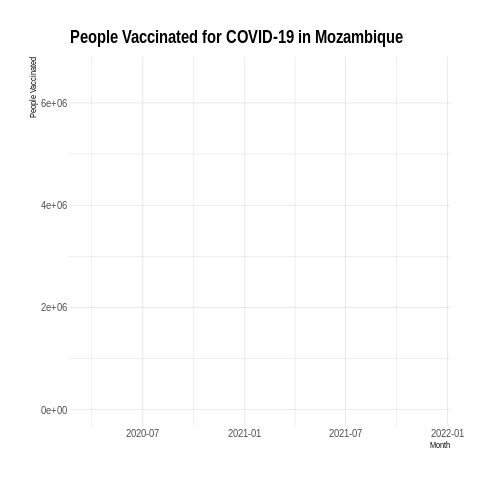 People Vaccinated for COVID-19 in Mozambique
People Vaccinated
6e+06
4e+06
2e+06
0e+00
2020-07
2021-01
2021-07
2022-01
Month